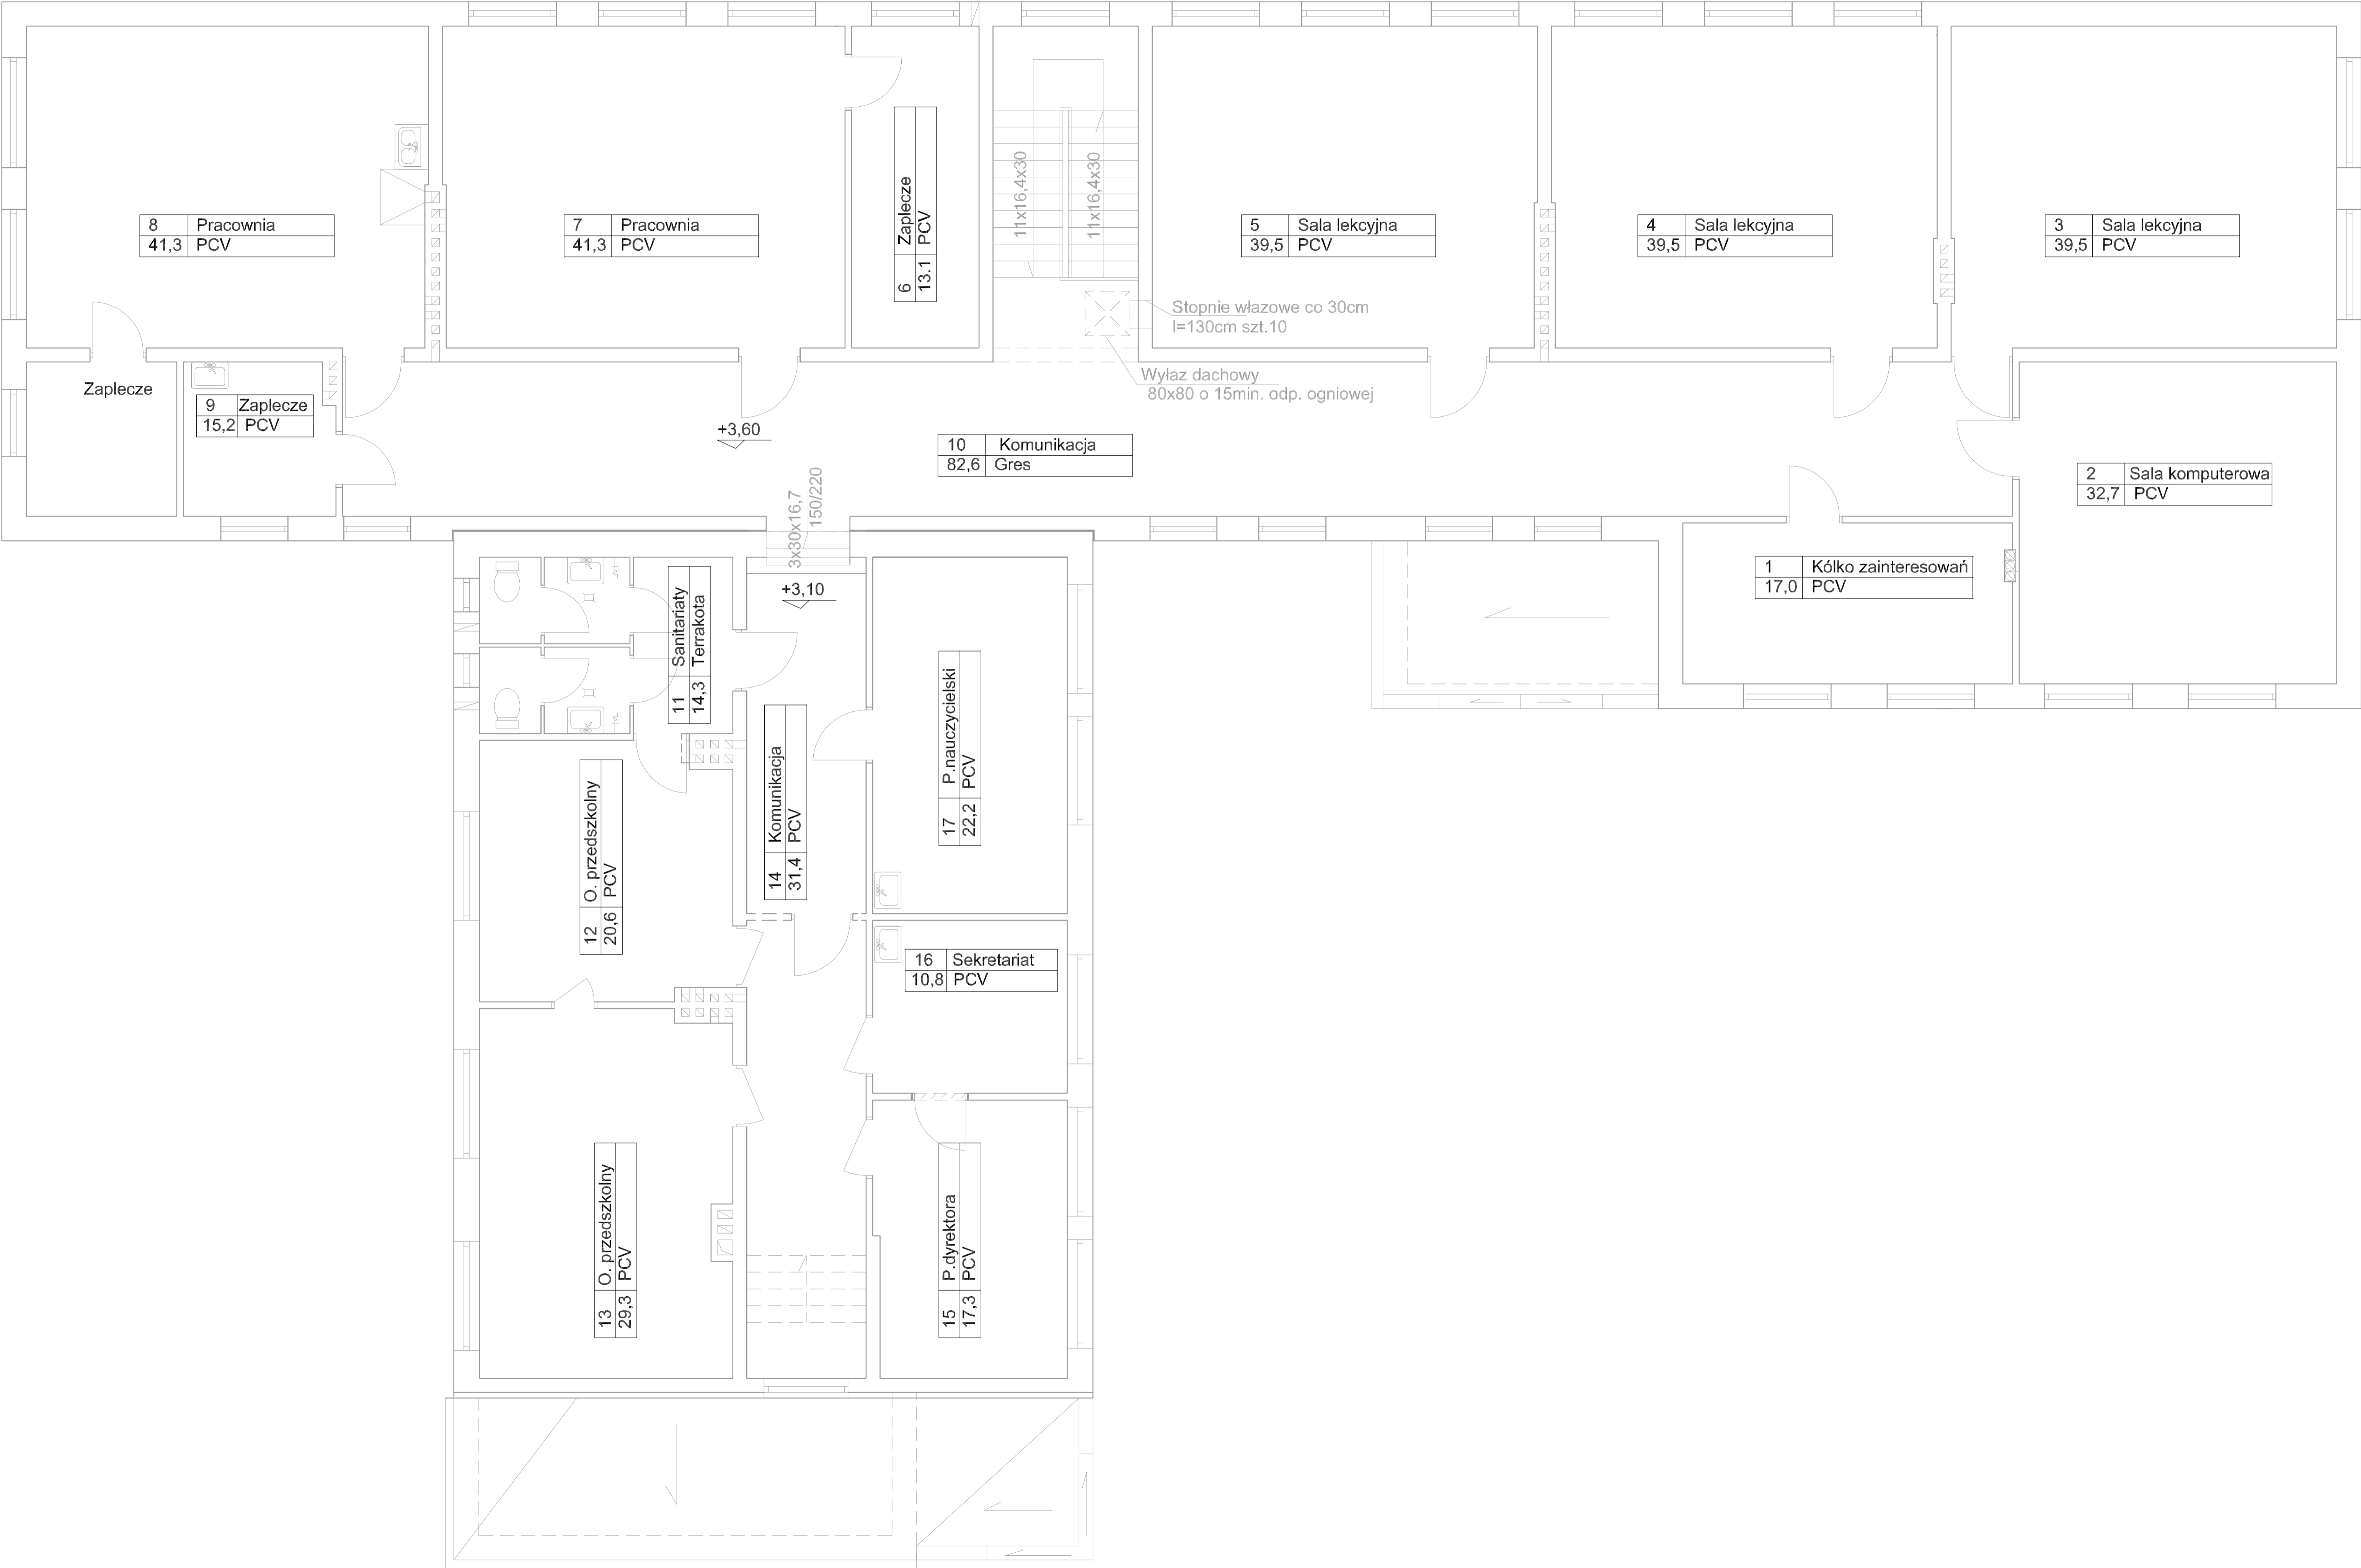 8 Pracownia
41,3 PCV
7 Pracownia
41,3 PCV
6 Zaplecze
13.1 PCV
11x16,4x30
11x16,4x30
5 Sala lekcyjna
39,5 PCV
4 Sala lekcyjna
39,5 PCV
3 Sala lekcyjna
39,5 PCV
Stopnie włazowe co 30cm
l=130cm szt.10
Wyłaz dachowy
80x80 o 15min. odp. ogniowej
Zaplecze
9 Zaplecze
15,2 PCV
+3,60
10 Komunikacja
82,6 Gres
2 Sala komputerowa
32,7 PCV
3x30x16,7
150/220
+3,10
1 Kólko zainteresowań
17,0 PCV
11 Sanitariaty
14,3 Terrakota
17 P.nauczycielski
22,2 PCV
14 Komunikacja
31,4 PCV
12 O. przedszkolny
20,6 PCV
16 Sekretariat
10,8 PCV
13 O. przedszkolny
29,3 PCV
15 P.dyrektora
17,3 PCV